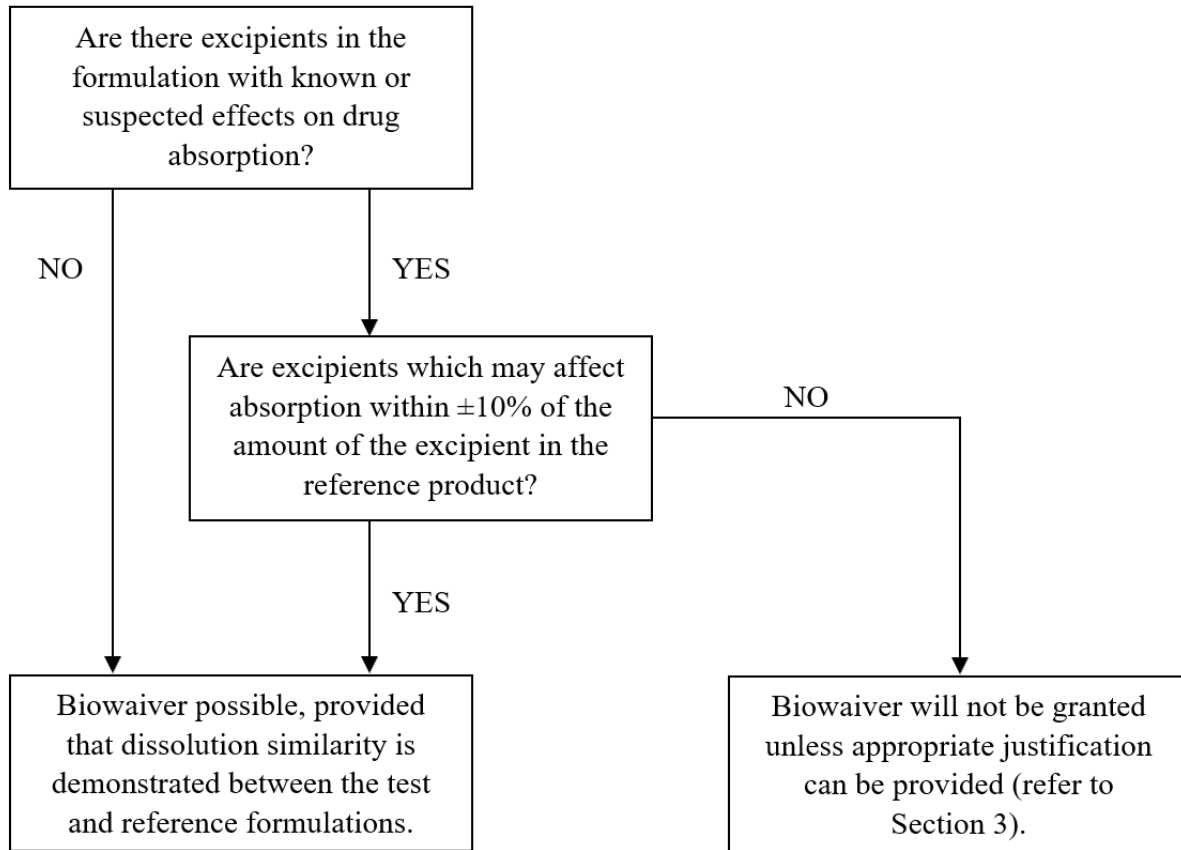 Are there excipients in the
formulation with known or
suspected effects on drug
absorption?
NO
YES
Are excipients which may affect
absorption within ±10% of the
amount of the excipient in the
reference product?
NO
YES
Biowaiver possible, provided
that dissolution similarity is
demonstrated between the test
and reference formulations.
Biowaiver will not be granted
unless appropriate justification
can be provided (refer to
Section 3).